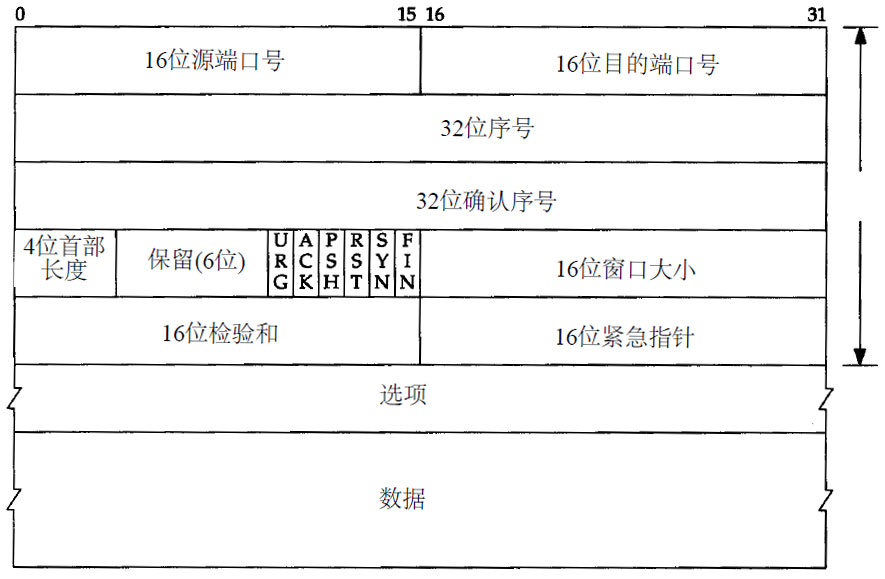 0 15 16 31
16位源端口号 16位目的端口号
32位序号
32位确认序号
4位首部
长度
保留(6位)
URG
ACK
PSH
RST
SYN
FIN
16位窗口大小
16位检验和 16位紧急指针
选项
数据